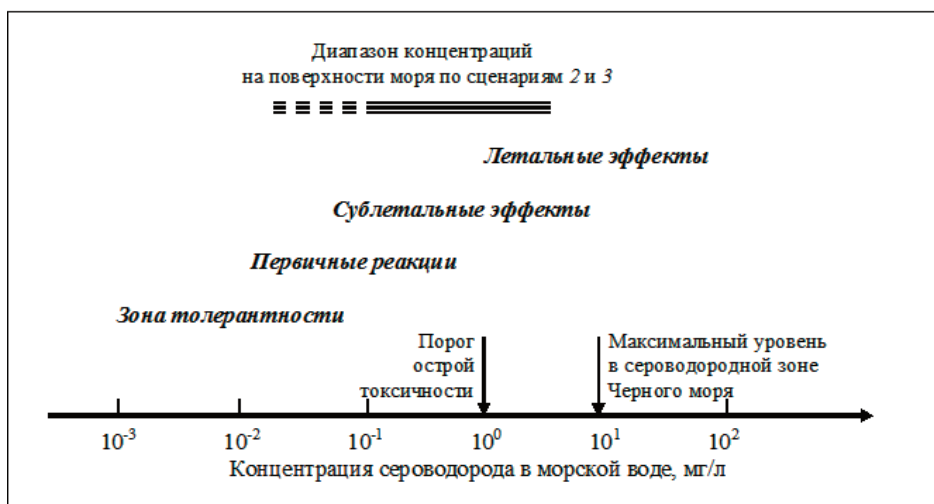 Диапазон концентраций
на поверхности моря по сценариям 2 и 3
Летальные эффекты
Сублетальные эффекты
Первичные реакции
Зона толерантности
Порог
острой
токсичности
Максимальный уровень
в сероводородной зоне
Черного моря
10⁻³ 10⁻² 10⁻¹ 10⁰ 10¹ 10²
Концентрация сероводорода в морской воде, мг/л